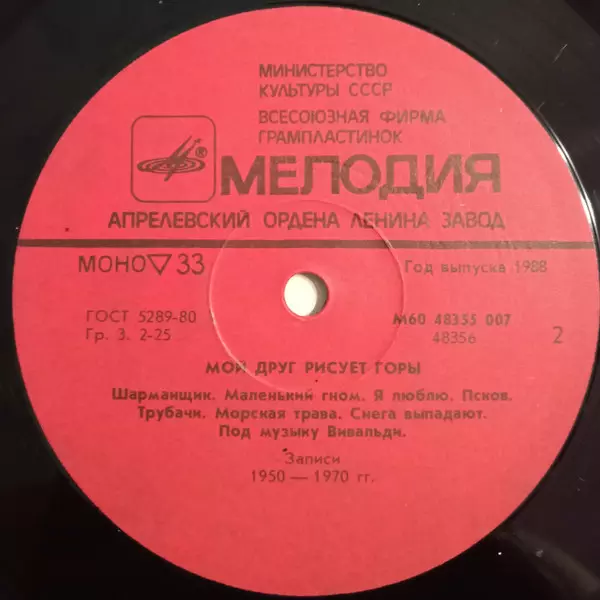 МИНИСТЕРСТВО
КУЛЬТУРЫ СССР
ВСЕСОЮЗНАЯ ФИРМА
ГРАМПЛАСТИНОК
®
МЕЛОДИЯ
АПРЕЛЕВСКИЙ ОРДЕНА ЛЕНИНА ЗАВОД
МОНО ▽ 33
Год выпуска 1988
ГОСТ 5289-80
Гр. 3. 2-25
М60 48355 007
48356
2
МОЙ ДРУГ РИСУЕТ ГОРЫ
Шарманщик. Маленький гном. Я люблю. Псков.
Трубачи. Морская трава. Снега выпадают.
Под музыку Вивальди.
Записи
1950 — 1970 гг.